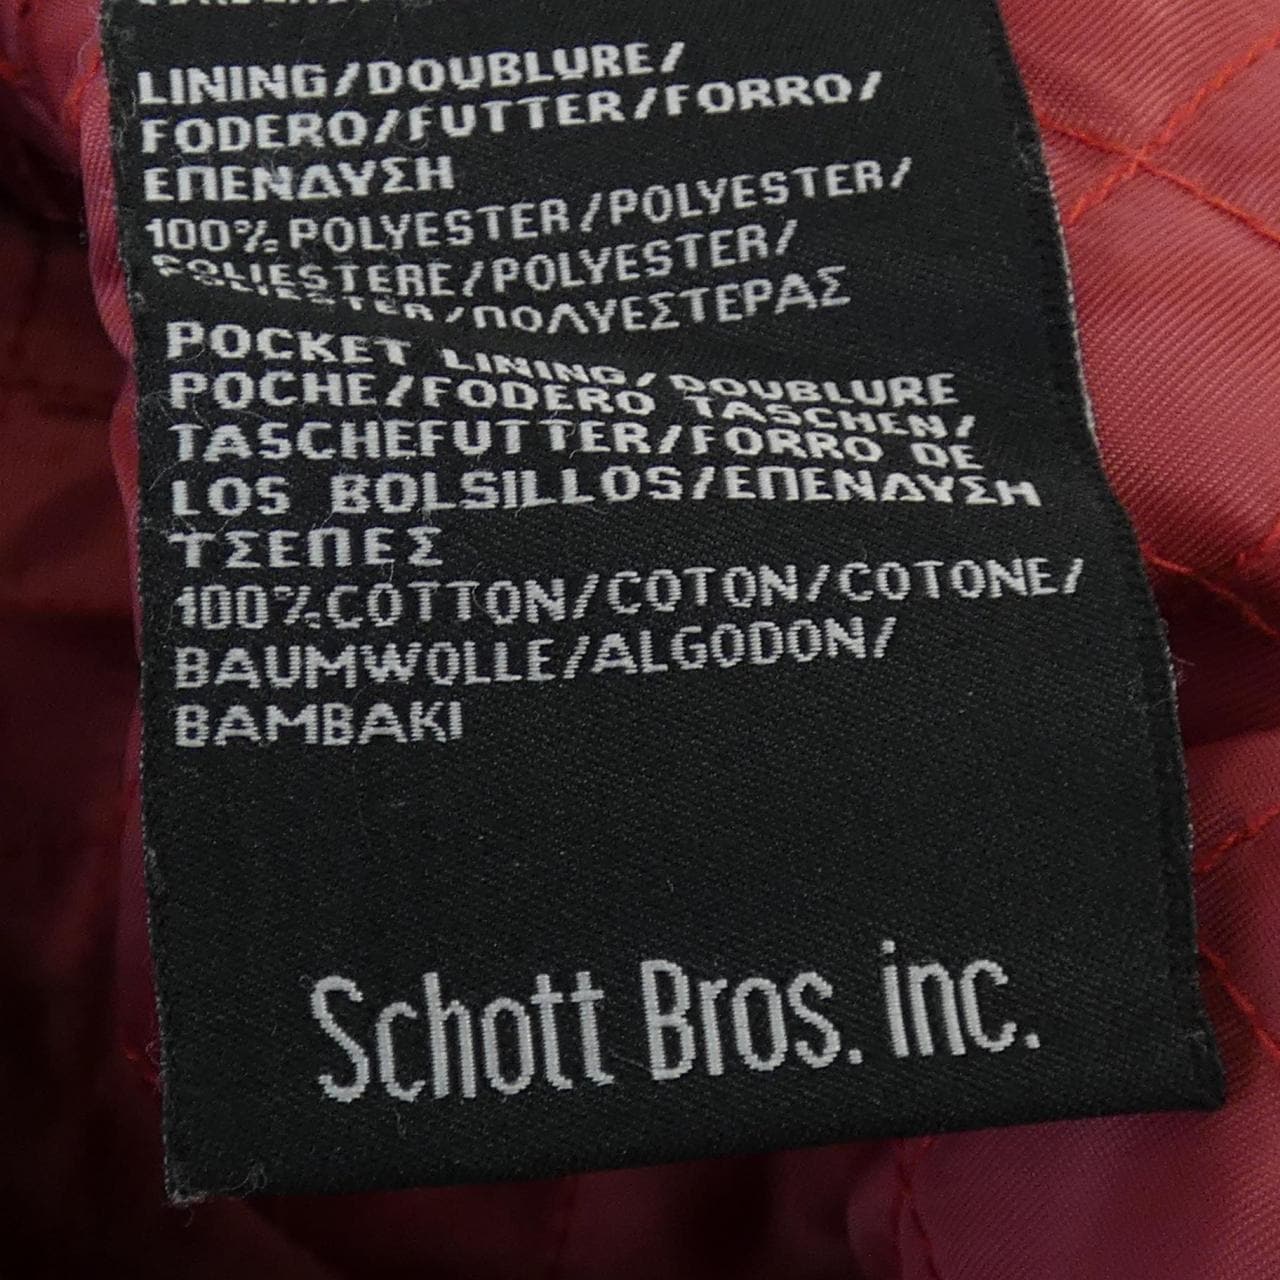 LINING/DOUBLURE/
FODERO/FUTTER/FORRO/
ΕΠΕΝΔΥΣΗ
100% POLYESTER/POLYESTER/
POLIESTERE/POLYESTER/
ΠΟΛΥΕΣΤΕΡΑΣ
POCKET LINING/DOUBLURE
POCHE/FODERO TASCHEN/
TASCHEFUTTER/FORRO DE
LOS BOLSILLOS/ΕΠΕΝΔΥΣΗ
ΤΣΕΠΕΣ
100%COTTON/COTON/COTONE/
BAUMWOLLE/ALGODON/
BAMBAKI
Schott Bros. inc.